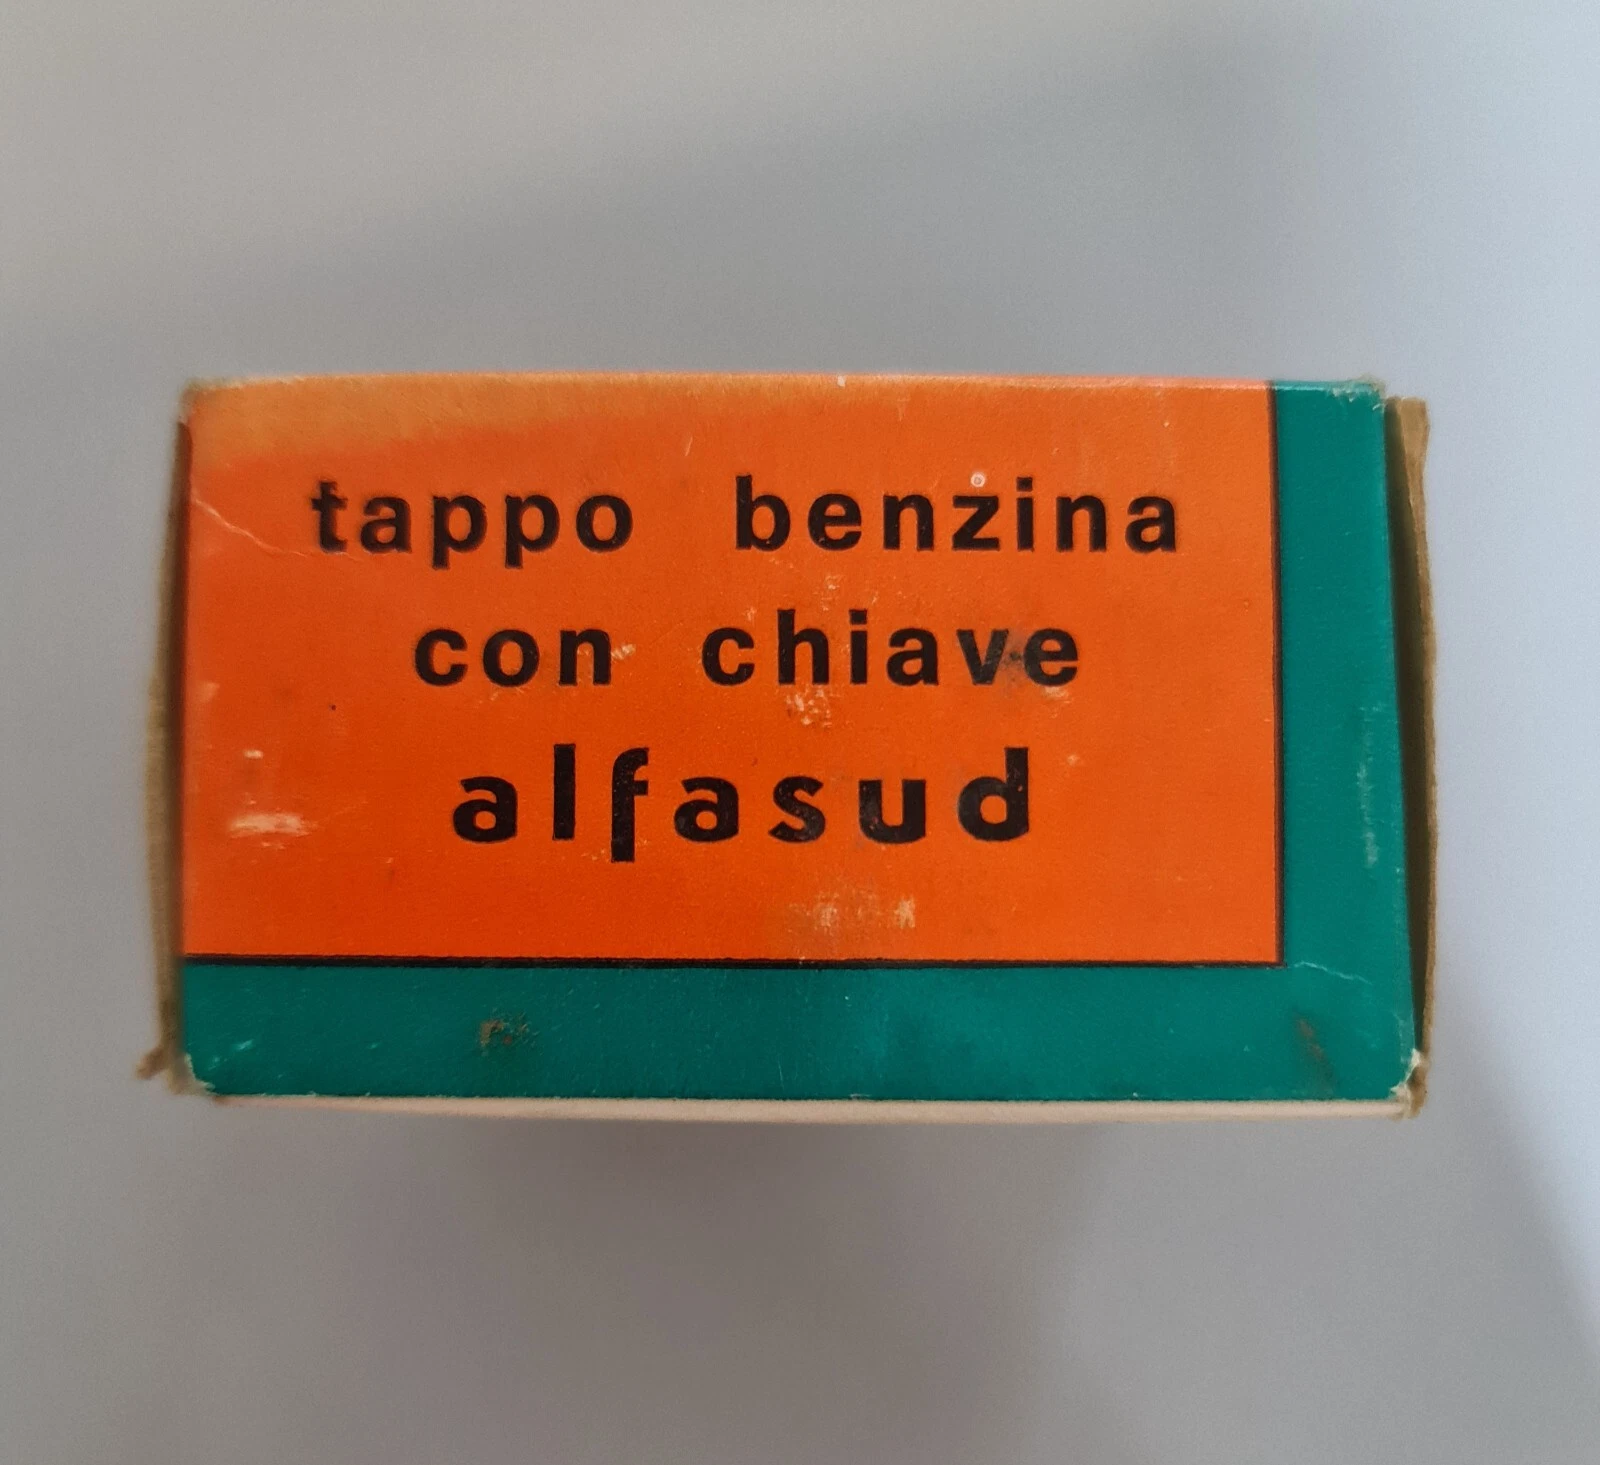 tappo benzina
con chiave
alfasud